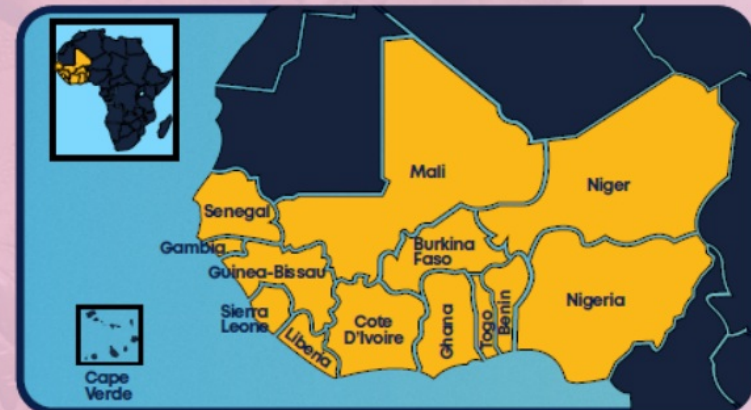 Mali
Niger
Senegal
Gambia
Burkina
Faso
Guinea-Bissau
Sierra
Leone
Liberia
Cote
D'Ivoire
Ghana
Togo
Benin
Nigeria
Cape
Verde